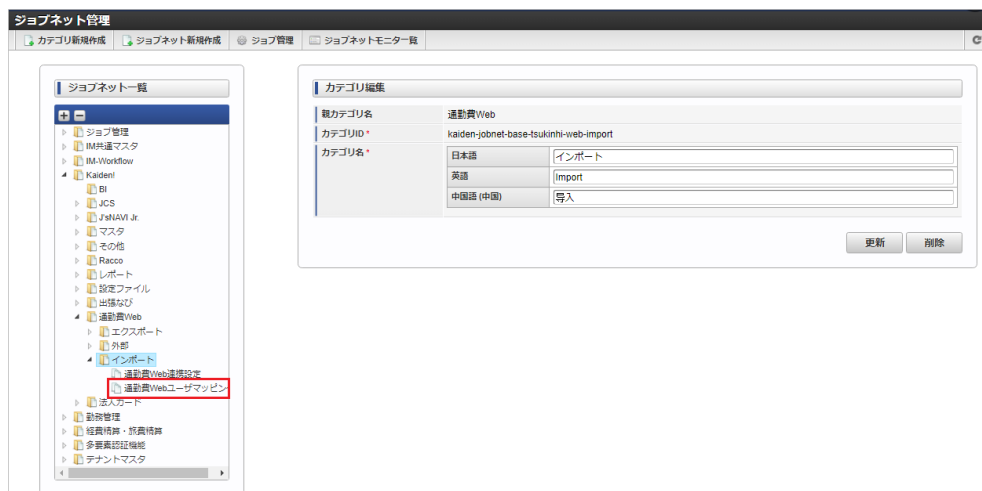 ジョブネット管理
カテゴリ新規作成 ジョブネット新規作成 ジョブ管理 ジョブネットモニタ一覧
ジョブネット一覧
ジョブ管理
IM共通マスタ
IM-Workflow
Kaiden!
BI
JCS
J'sNAVI Jr.
マスタ
その他
Racco
レポート
設定ファイル
出張なび
通勤費Web
エクスポート
外部
インポート
通勤費Web連携設定
通勤費Webユーザマッピン
法人カード
勤務管理
経費精算・旅費精算
多要素認証機能
テナントマスタ
カテゴリ編集
親カテゴリ名 通勤費Web
カテゴリID * kaiden-jobnet-base-tsukinhi-web-import
カテゴリ名 * 日本語 インポート
英語 Import
中国語 (中国) 导入
更新 削除